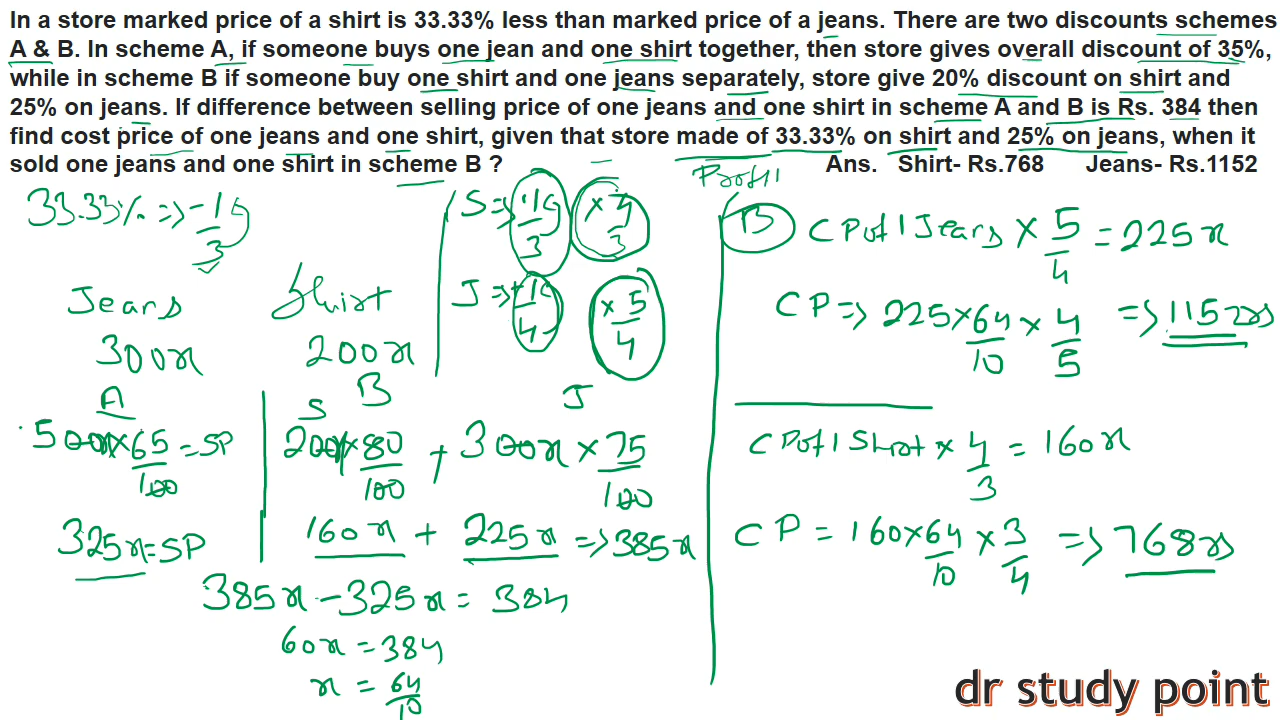 In a store marked price of a shirt is 33.33% less than marked price of a jeans. There are two discounts schemes
A & B. In scheme A, if someone buys one jean and one shirt together, then store gives overall discount of 35%,
while in scheme B if someone buy one shirt and one jeans separately, store give 20% discount on shirt and
25% on jeans. If difference between selling price of one jeans and one shirt in scheme A and B is Rs. 384 then
find cost price of one jeans and one shirt, given that store made of 33.33% on shirt and 25% on jeans, when it
sold one jeans and one shirt in scheme B ? Ans. Shirt- Rs.768 Jeans- Rs.1152
Profit
33.33% => -1/3
Jeans Shirt
300x 200x
S => +1/3 × 4/3
J => +1/4 × 5/4
A
500x × 65/100 = SP
325x = SP
B
S J
200x × 80/100 + 300x × 75/100
160x + 225x => 385x
385x - 325x = 384
60x = 384
x = 64/10
B
CP of 1 Jeans × 5/4 = 225x
CP => 225 × 64/10 × 4/5 => 1152rs
CP of 1 Shirt × 4/3 = 160x
CP = 160 × 64/10 × 3/4 => 768rs
dr study point